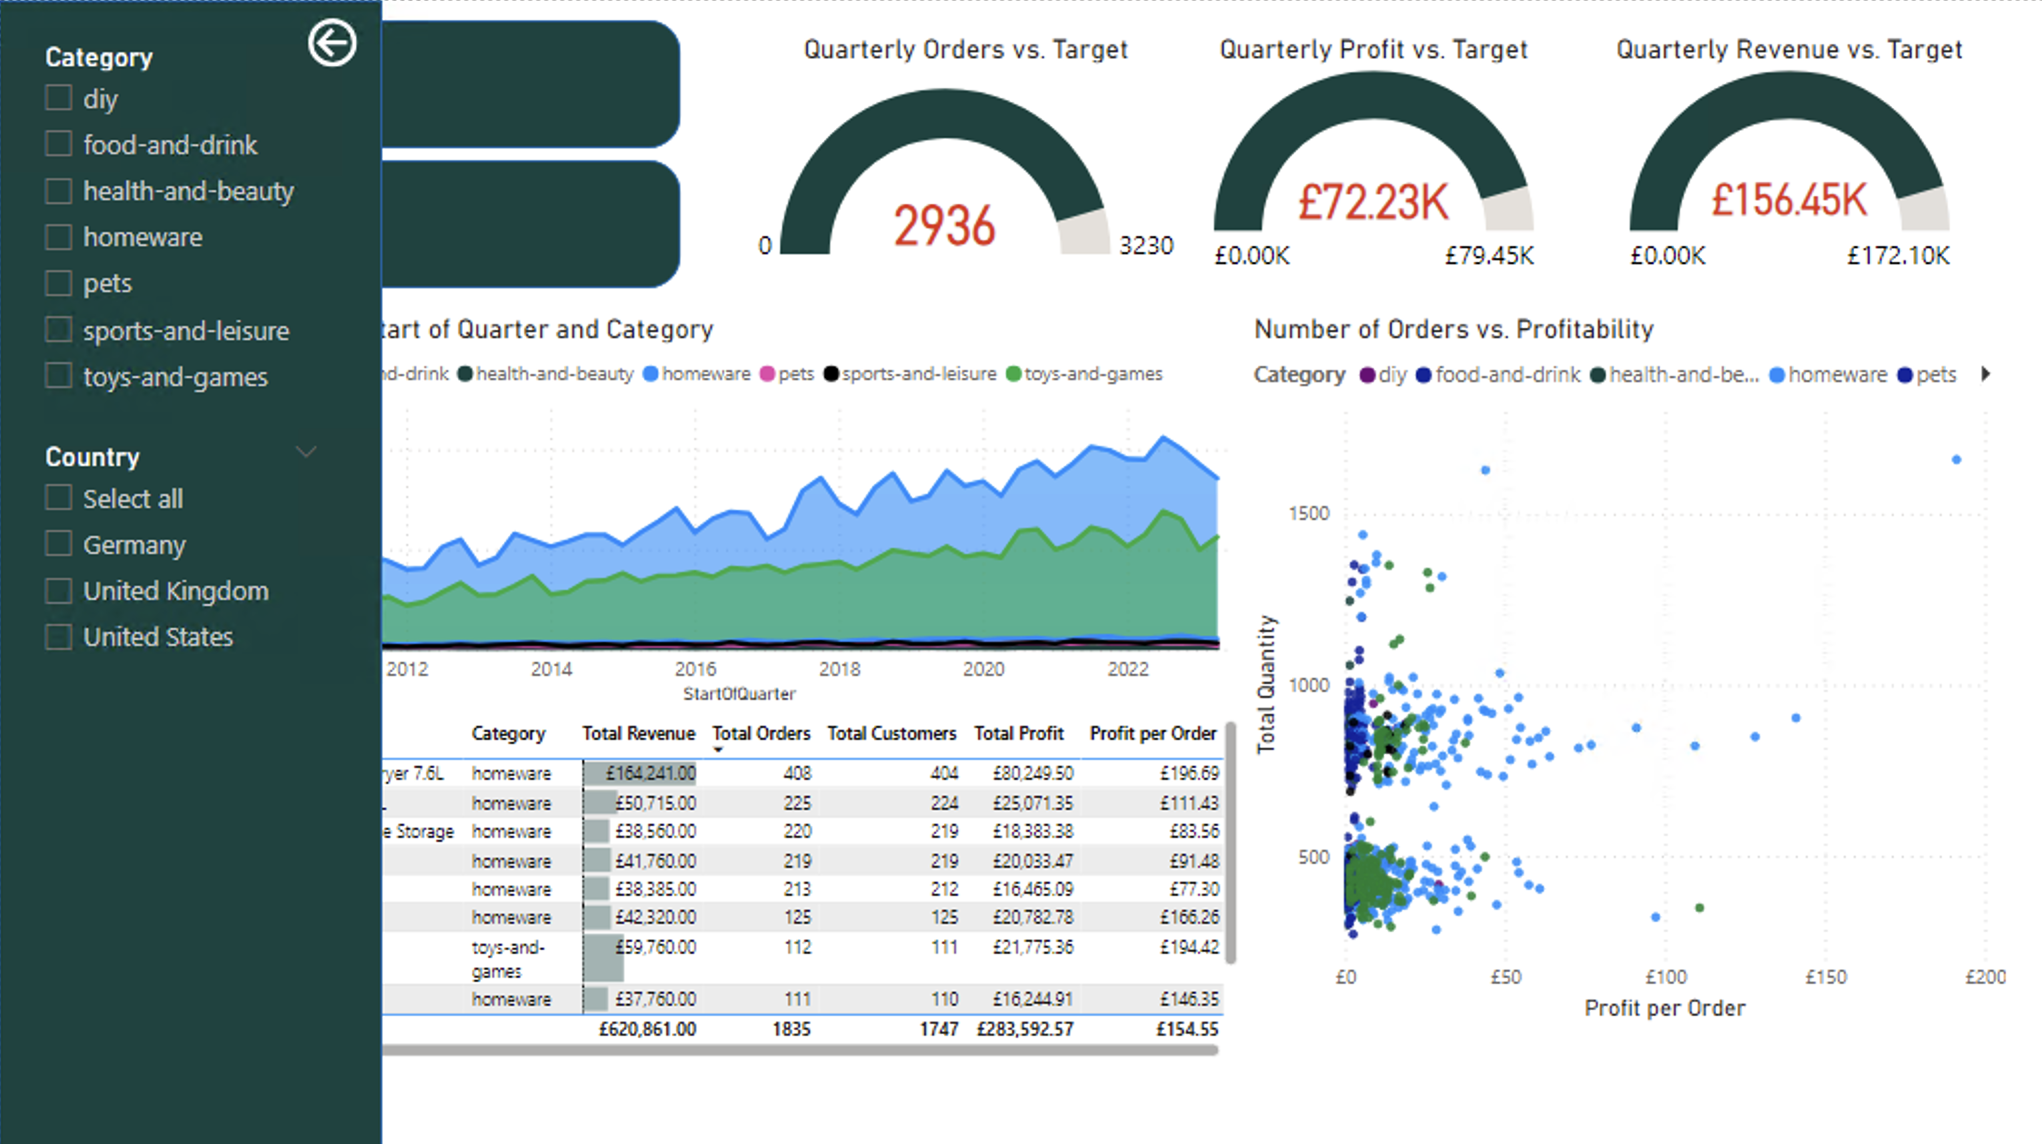 Category
diy
food-and-drink
health-and-beauty
homeware
pets
sports-and-leisure
toys-and-games
Country
Select all
Germany
United Kingdom
United States
Quarterly Orders vs. Target
2936
0
3230
Quarterly Profit vs. Target
£72.23K
£0.00K
£79.45K
Quarterly Revenue vs. Target
£156.45K
£0.00K
£172.10K
tart of Quarter and Category
nd-drink health-and-beauty homeware pets sports-and-leisure toys-and-games
2012 2014 2016 2018 2020 2022
StartOfQuarter
Category Total Revenue Total Orders Total Customers Total Profit Profit per Order
ryer 7.6L homeware £164,241.00 408 404 £80,249.50 £196.69
homeware £50,715.00 225 224 £25,071.35 £111.43
e Storage homeware £38,560.00 220 219 £18,383.38 £83.56
homeware £41,760.00 219 219 £20,033.47 £91.48
homeware £38,385.00 213 212 £16,465.09 £77.30
homeware £42,320.00 125 125 £20,782.78 £166.26
toys-and-
games £59,760.00 112 111 £21,775.36 £194.42
homeware £37,760.00 111 110 £16,244.91 £146.35
£620,861.00 1835 1747 £283,592.57 £154.55
Number of Orders vs. Profitability
Category diy food-and-drink health-and-be... homeware pets
Total Quantity
1500
1000
500
£0 £50 £100 £150 £200
Profit per Order